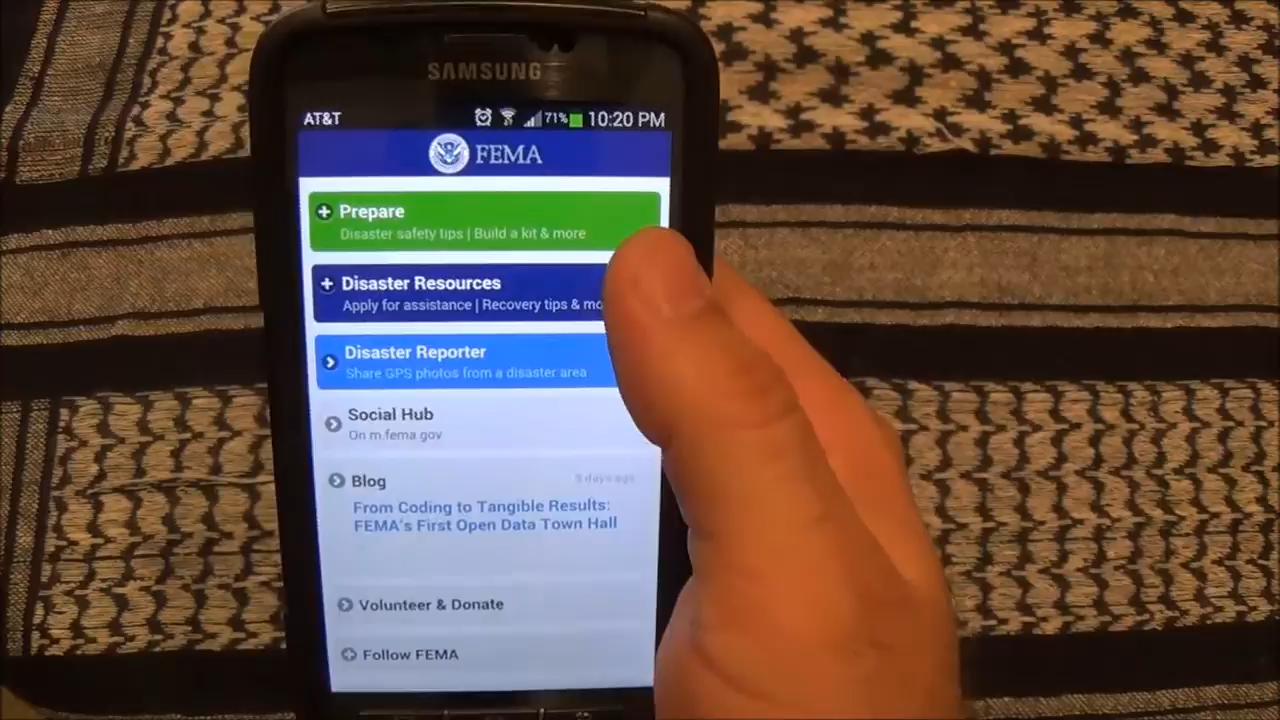 SAMSUNG
AT&T 71% 10:20 PM
FEMA
Prepare
Disaster safety tips | Build a kit & more
Disaster Resources
Apply for assistance | Recovery tips & mo
Disaster Reporter
Share GPS photos from a disaster area
Social Hub
On m.fema.gov
Blog days ago
From Coding to Tangible Results:
FEMA's First Open Data Town Hall
Volunteer & Donate
Follow FEMA